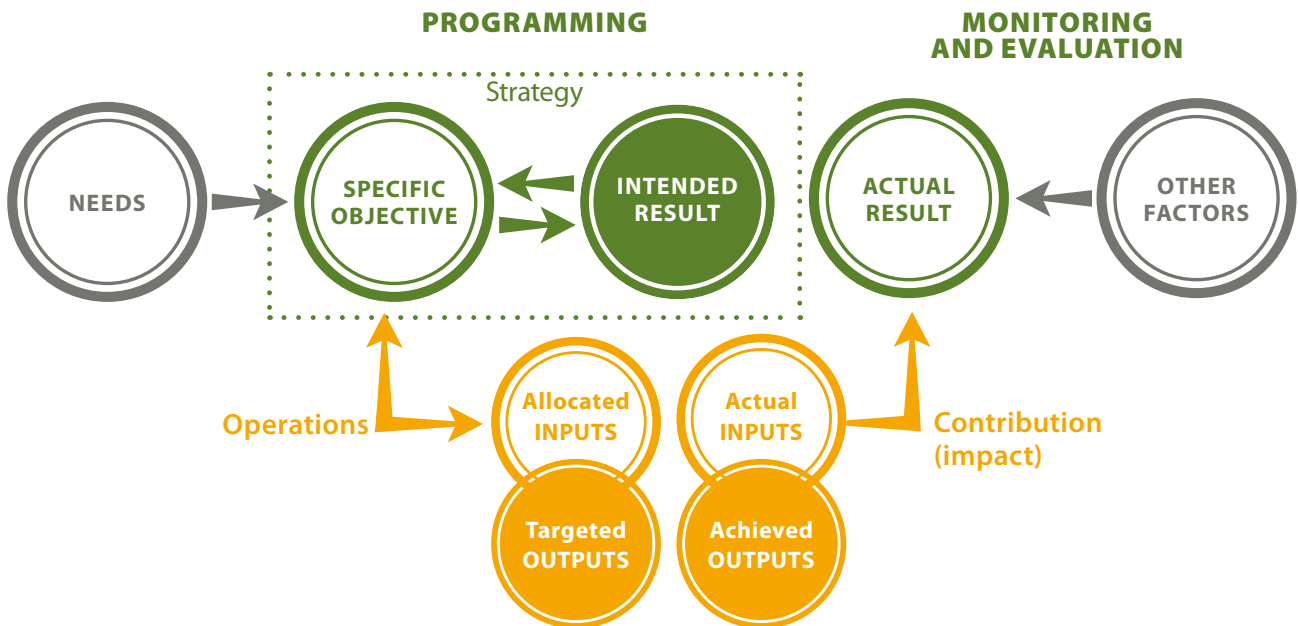 PROGRAMMING
MONITORING
AND EVALUATION
Strategy
NEEDS
SPECIFIC
OBJECTIVE
INTENDED
RESULT
ACTUAL
RESULT
OTHER
FACTORS
Operations
Allocated
INPUTS
Actual
INPUTS
Contribution
(impact)
Targeted
OUTPUTS
Achieved
OUTPUTS